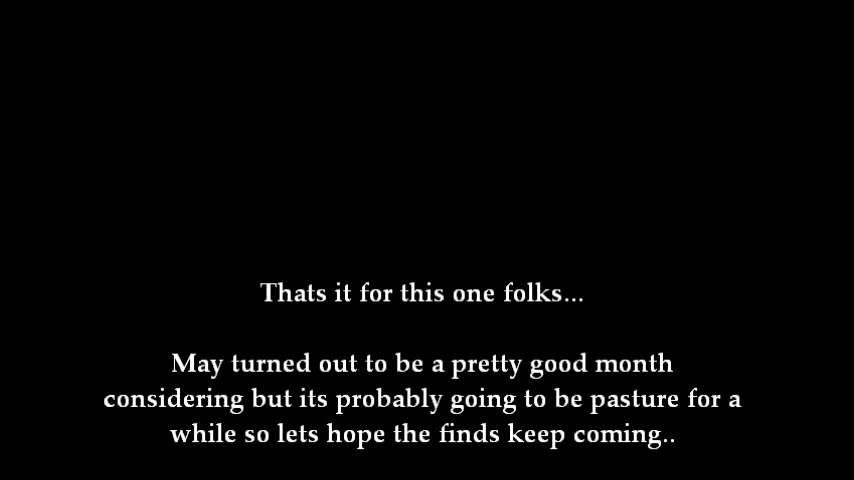 Thats it for this one folks...
May turned out to be a pretty good month
considering but its probably going to be pasture for a
while so lets hope the finds keep coming..